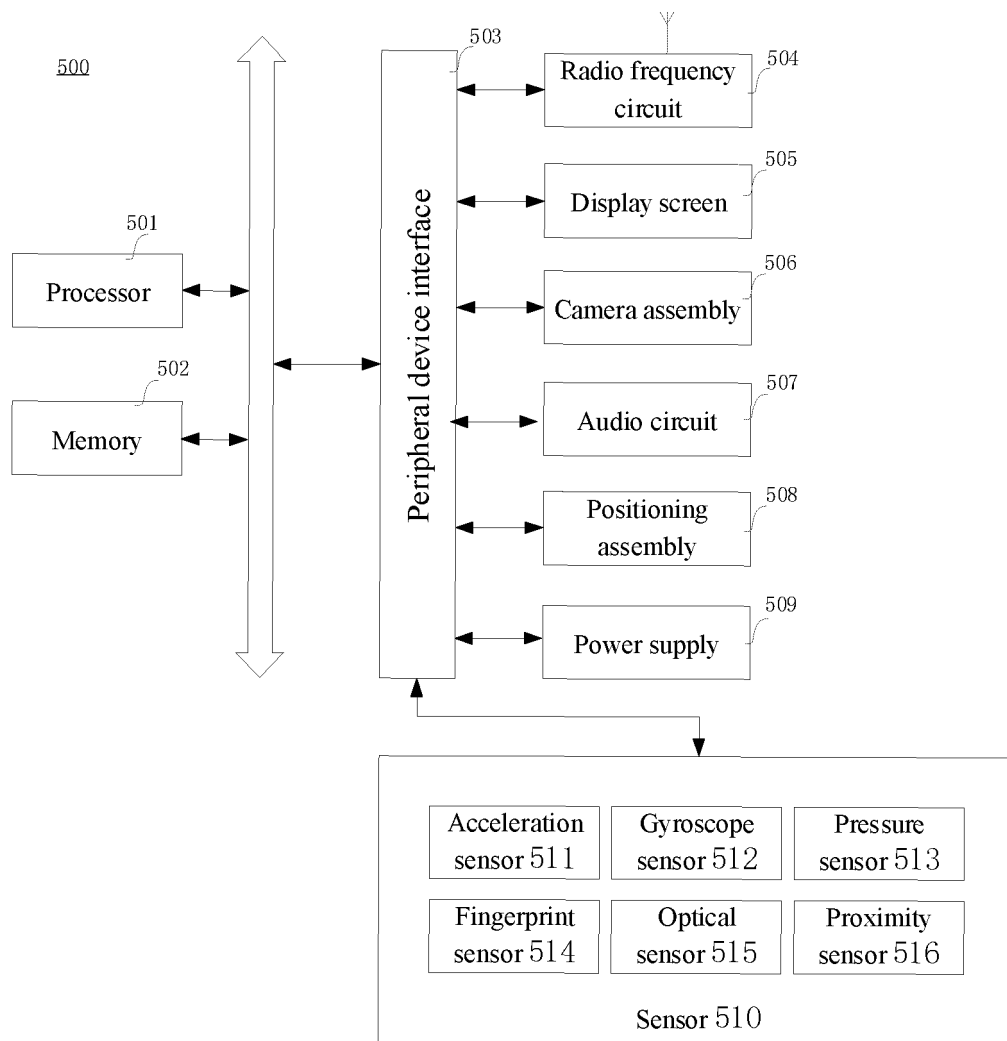 500
503
504
Radio frequency
circuit
505
Display screen
501
Processor
506
Camera assembly
502
Memory
507
Audio circuit
Peripheral device interface
508
Positioning
assembly
509
Power supply
Acceleration
sensor 511
Gyroscope
sensor 512
Pressure
sensor 513
Fingerprint
sensor 514
Optical
sensor 515
Proximity
sensor 516
Sensor 510